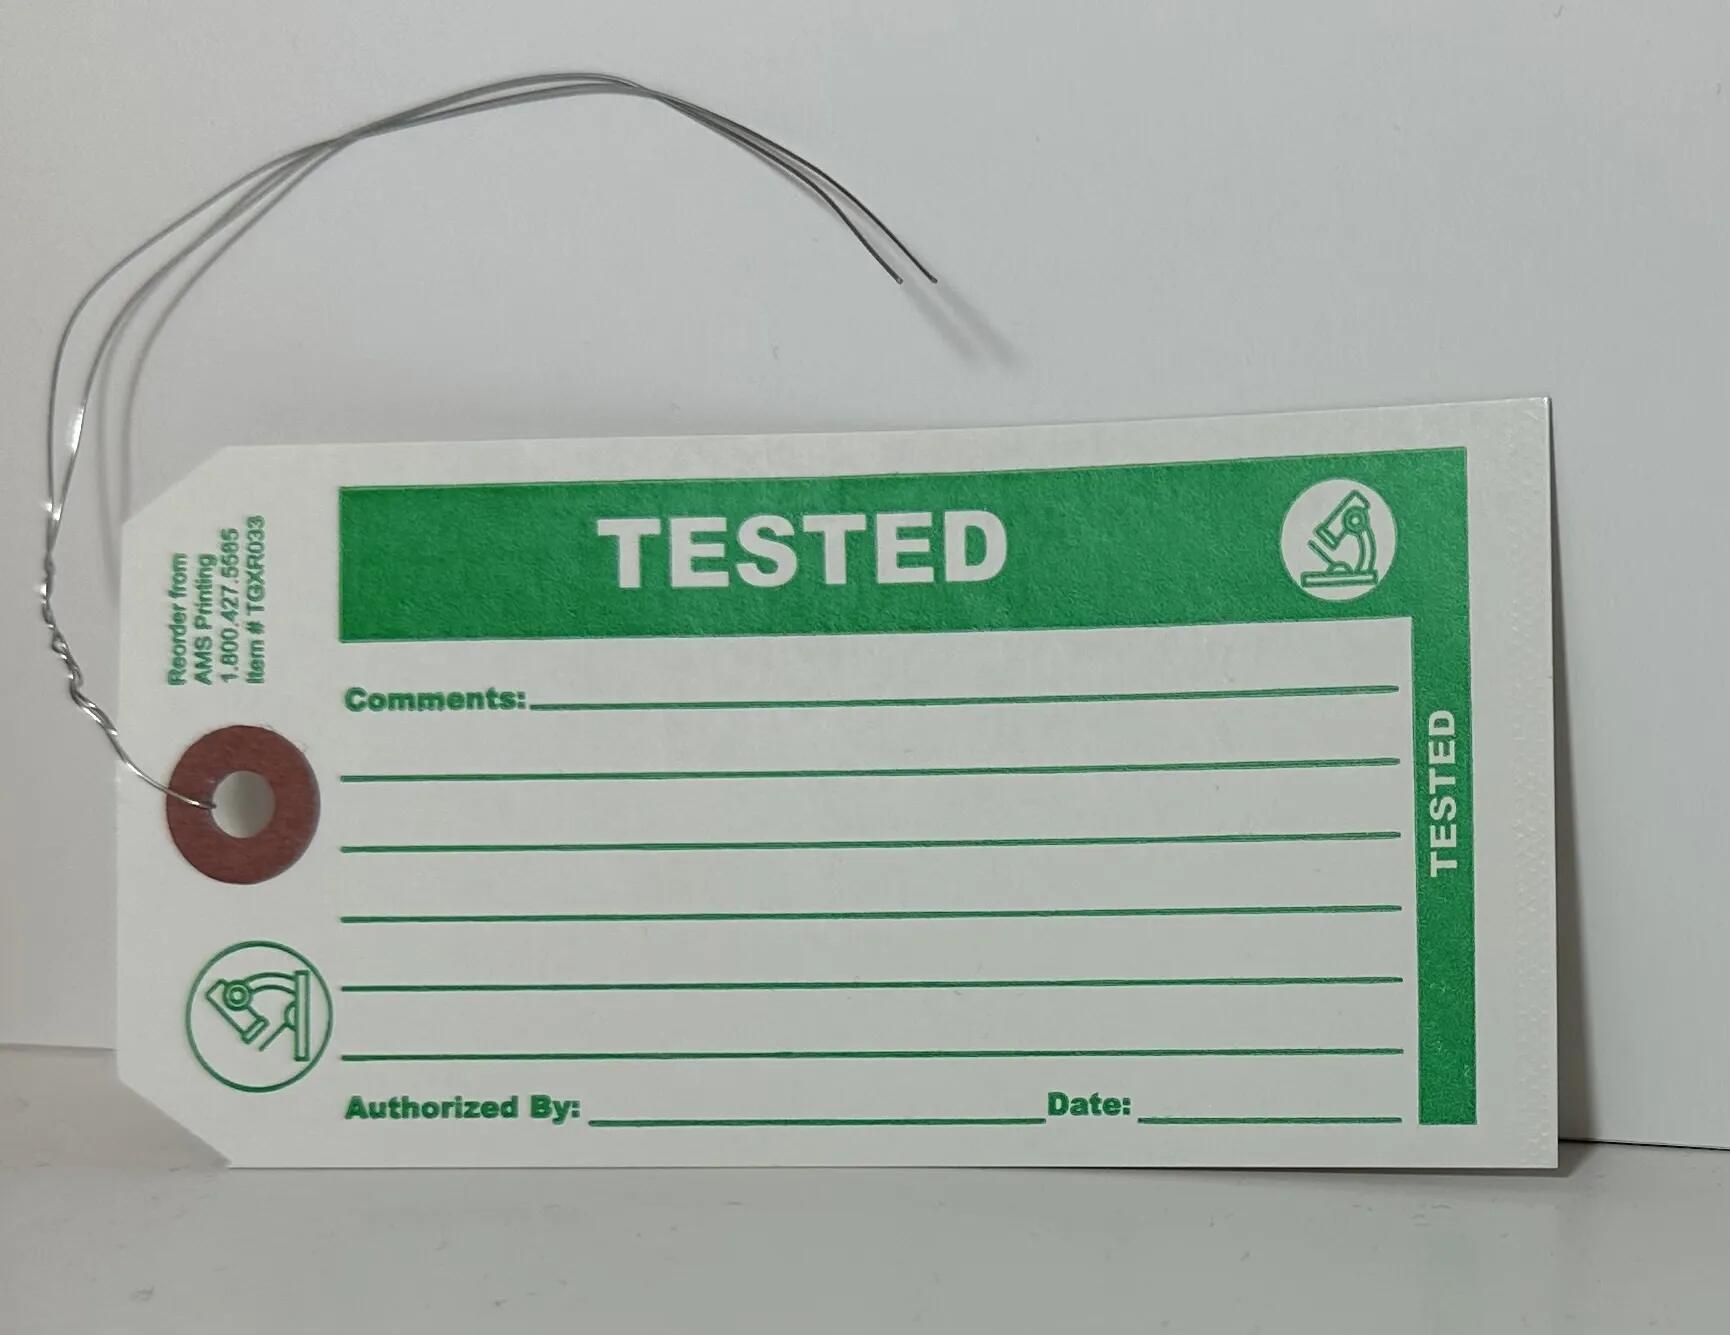 TESTED
Reorder from
AMS Printing
1.800.427.5565
Item # TGXR033
Comments:
TESTED
Authorized By:
Date: